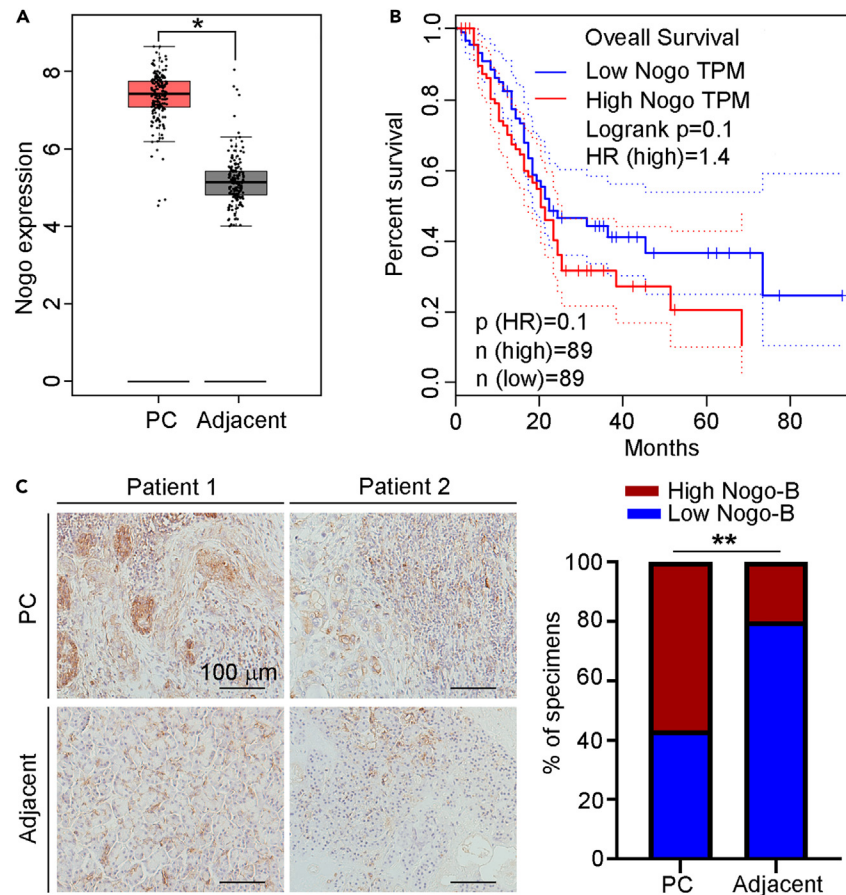 A
*
Nogo expression
8
6
4
2
0
PC
Adjacent
B
Oveall Survival
Low Nogo TPM
High Nogo TPM
Logrank p=0.1
HR (high)=1.4
Percent survival
1.0
0.8
0.6
0.4
0.2
0.0
p (HR)=0.1
n (high)=89
n (low)=89
0
20
40
60
80
Months
C
Patient 1
Patient 2
PC
100 μm
Adjacent
High Nogo-B
Low Nogo-B
**
% of specimens
100
80
60
40
20
0
PC
Adjacent